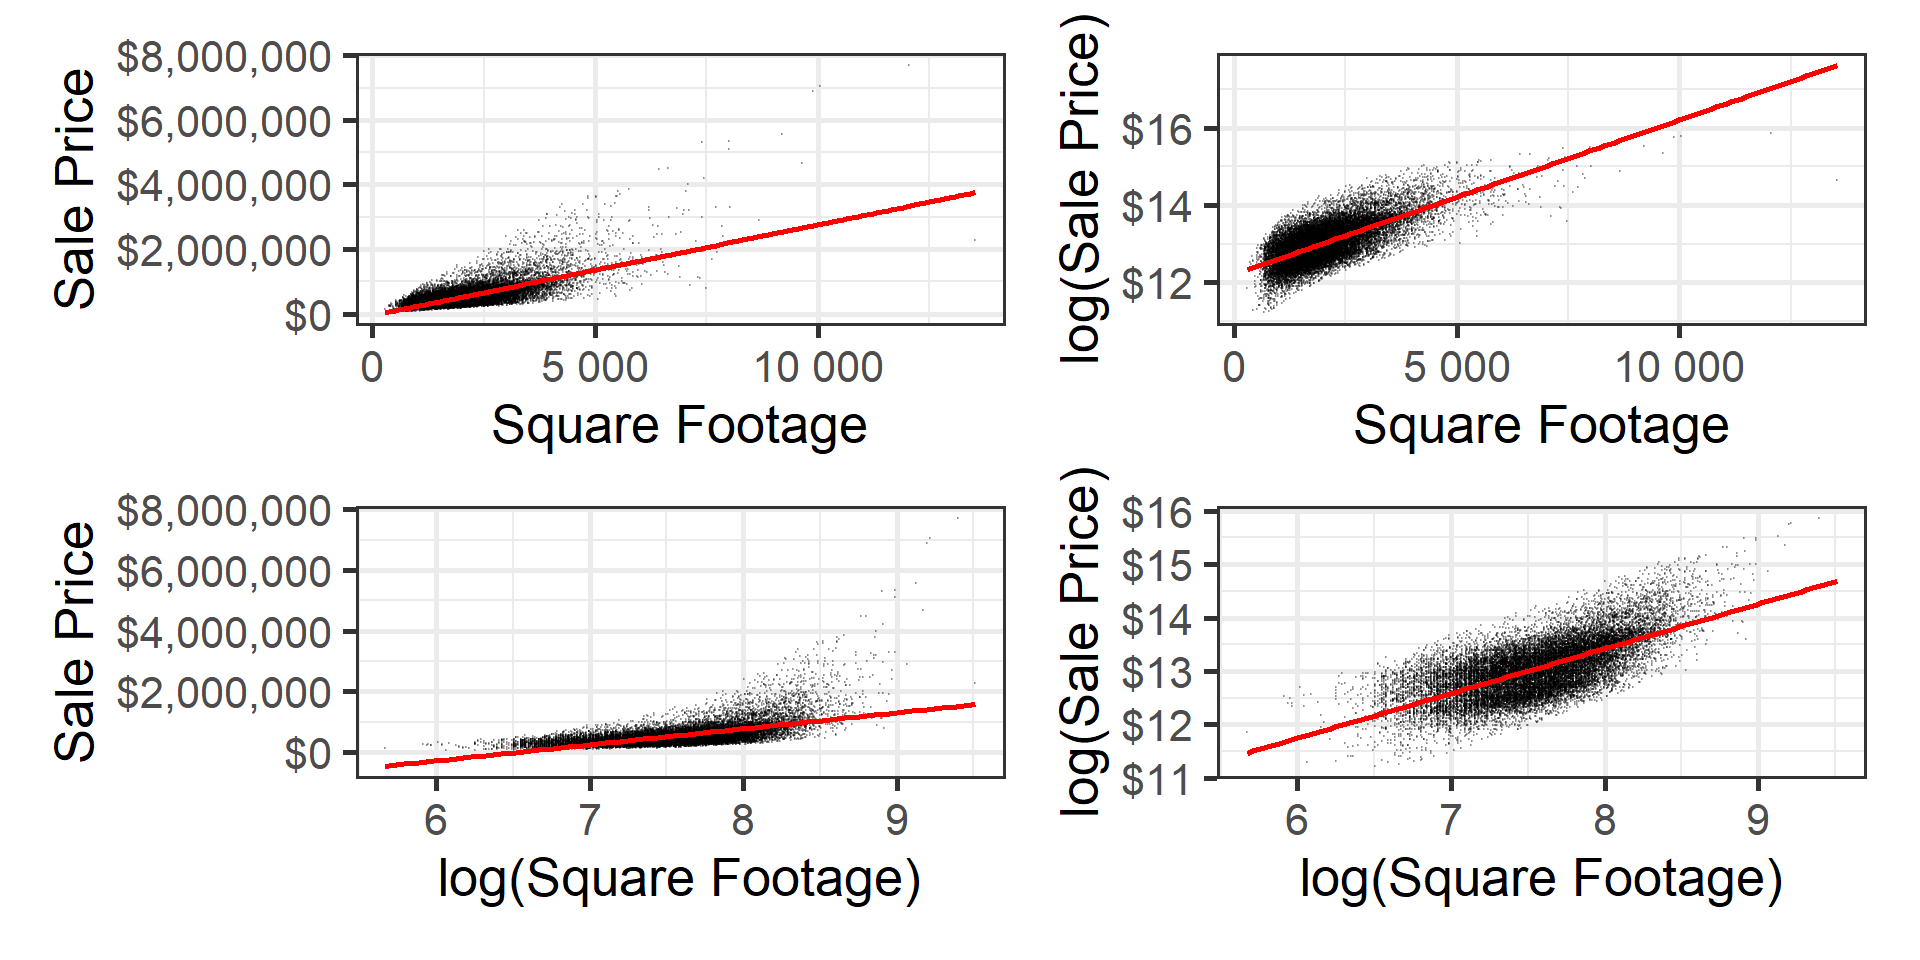 Sale Price
$8,000,000
$6,000,000
$4,000,000
$2,000,000
$0
0 5 000 10 000
Square Footage
log(Sale Price)
$16
$14
$12
0 5 000 10 000
Square Footage
Sale Price
$8,000,000
$6,000,000
$4,000,000
$2,000,000
$0
6 7 8 9
log(Square Footage)
log(Sale Price)
$16
$15
$14
$13
$12
$11
6 7 8 9
log(Square Footage)